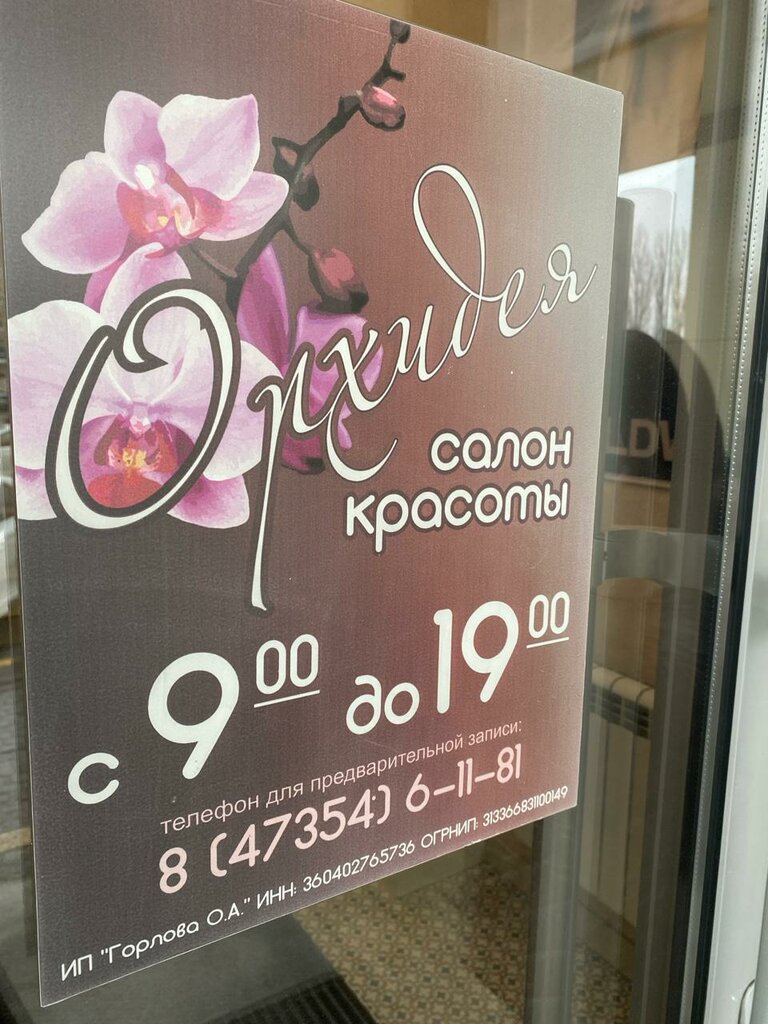 Орхидея
салон
красоты
с 9 00 до 19 00
телефон для предварительной записи:
8 (47354) 6-11-81
ИП "Горлова О.А." ИНН: 360402765736 ОГРНИП: 313366831100149